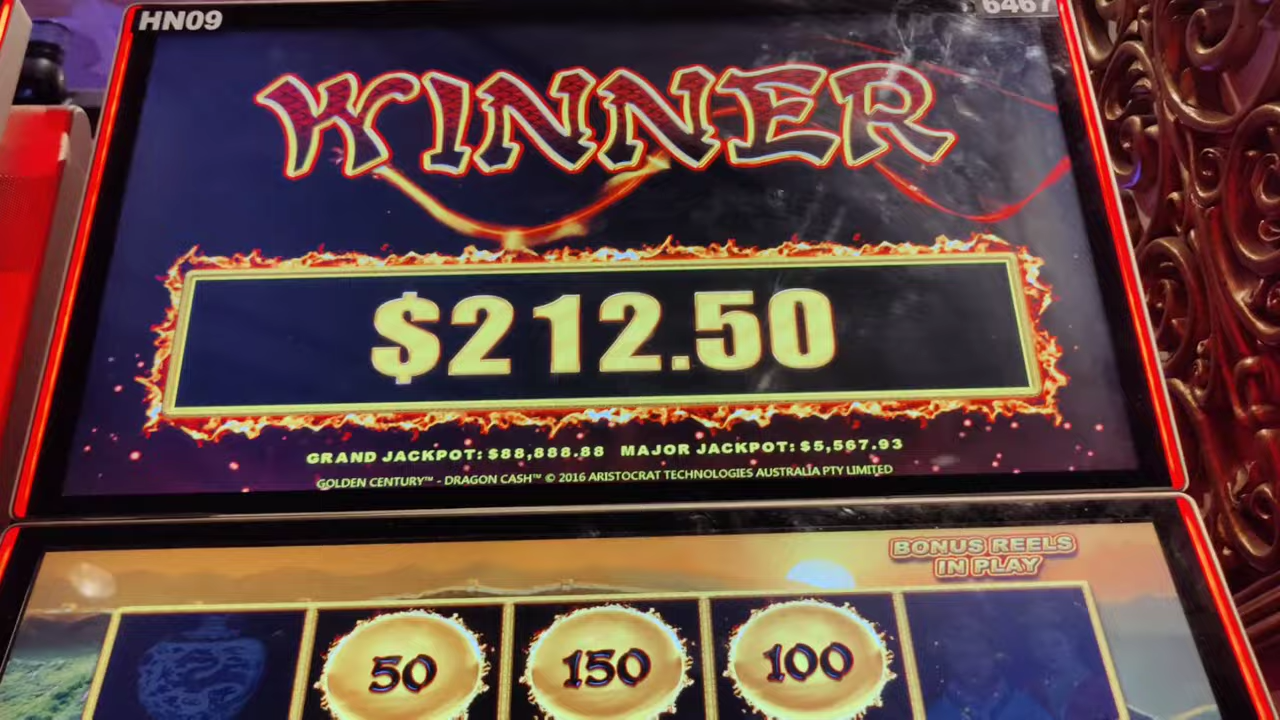 HN09
6467
WINNER
$212.50
GRAND JACKPOT: $88,888.88 MAJOR JACKPOT: $5,567.93
GOLDEN CENTURY™ - DRAGON CASH™ © 2016 ARISTOCRAT TECHNOLOGIES AUSTRALIA PTY LIMITED
BONUS REELS
IN PLAY
50 150 100